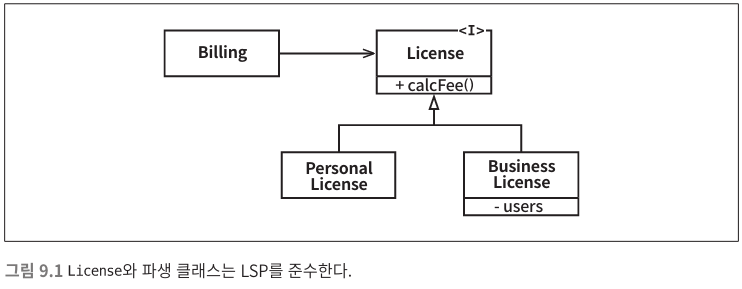 <I>
Billing
License
+ calcFee()
Personal
License
Business
License
- users
그림 9.1 License와 파생 클래스는 LSP를 준수한다.